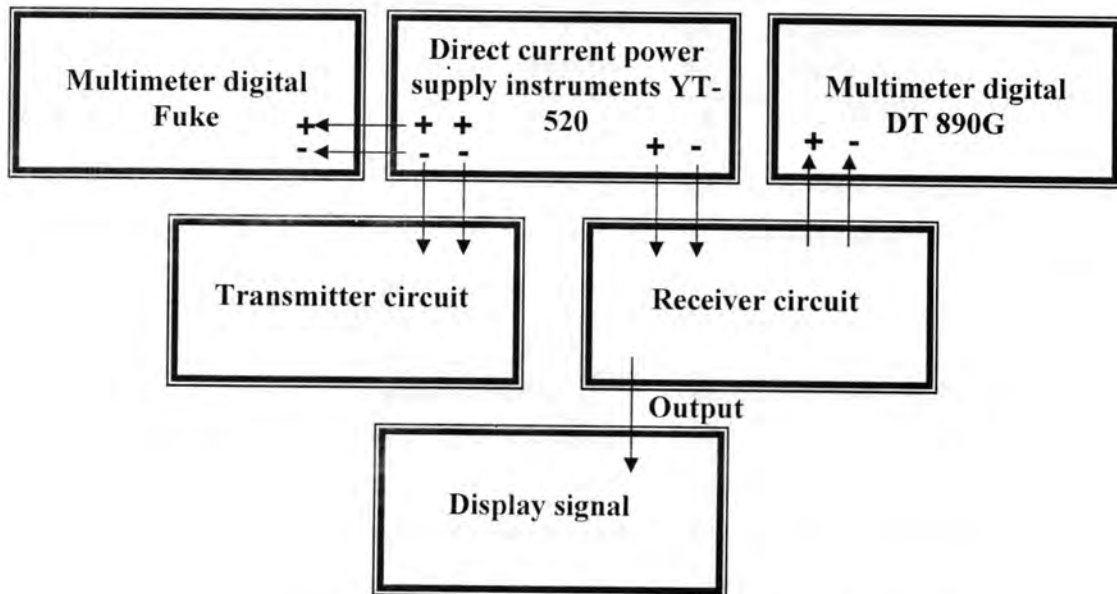 Multimeter digital
Fuke
+
-
Direct current power
supply instruments YT-
520
+ +
- -
+ -
Multimeter digital
DT 890G
+ -
Transmitter circuit
Receiver circuit
Output
Display signal